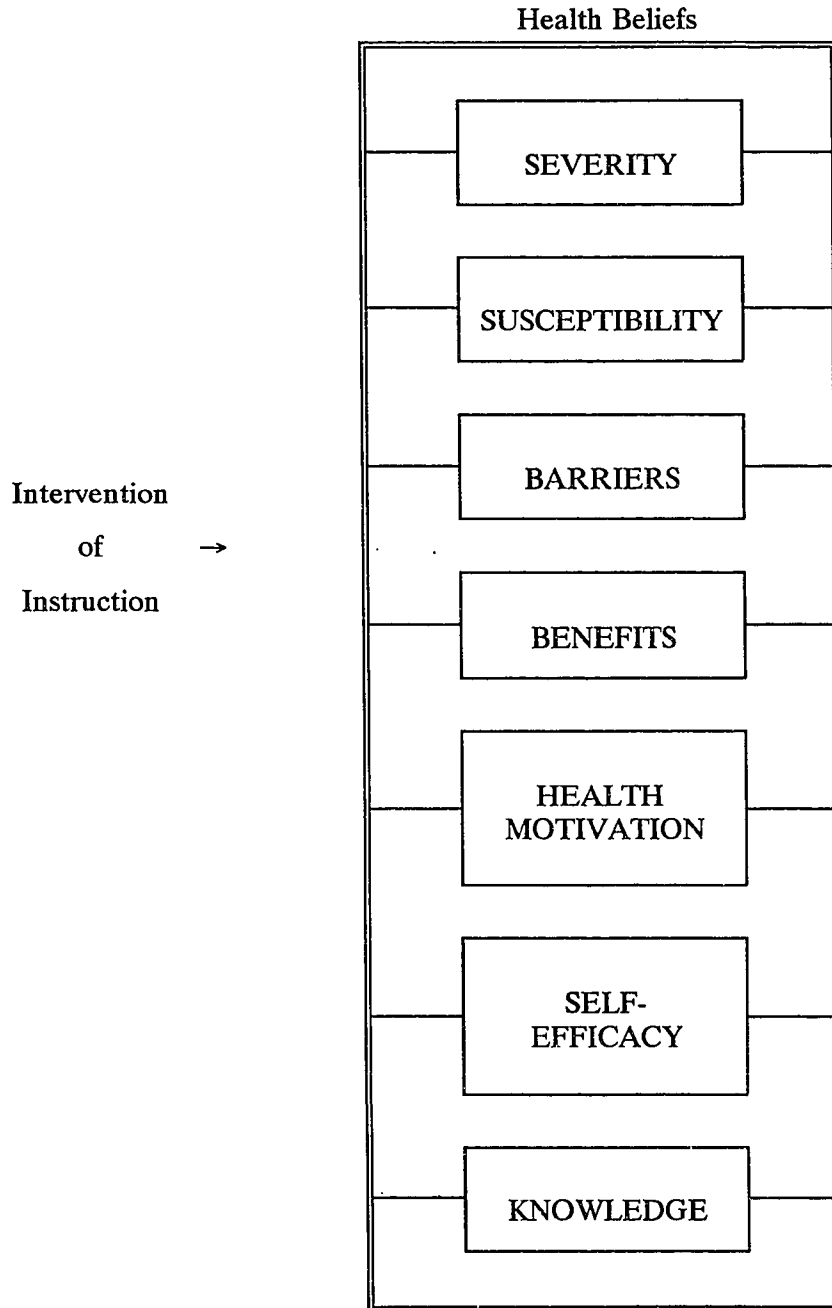 Health Beliefs
SEVERITY
SUSCEPTIBILITY
BARRIERS
Intervention
of →
Instruction
BENEFITS
HEALTH
MOTIVATION
SELF-
EFFICACY
KNOWLEDGE